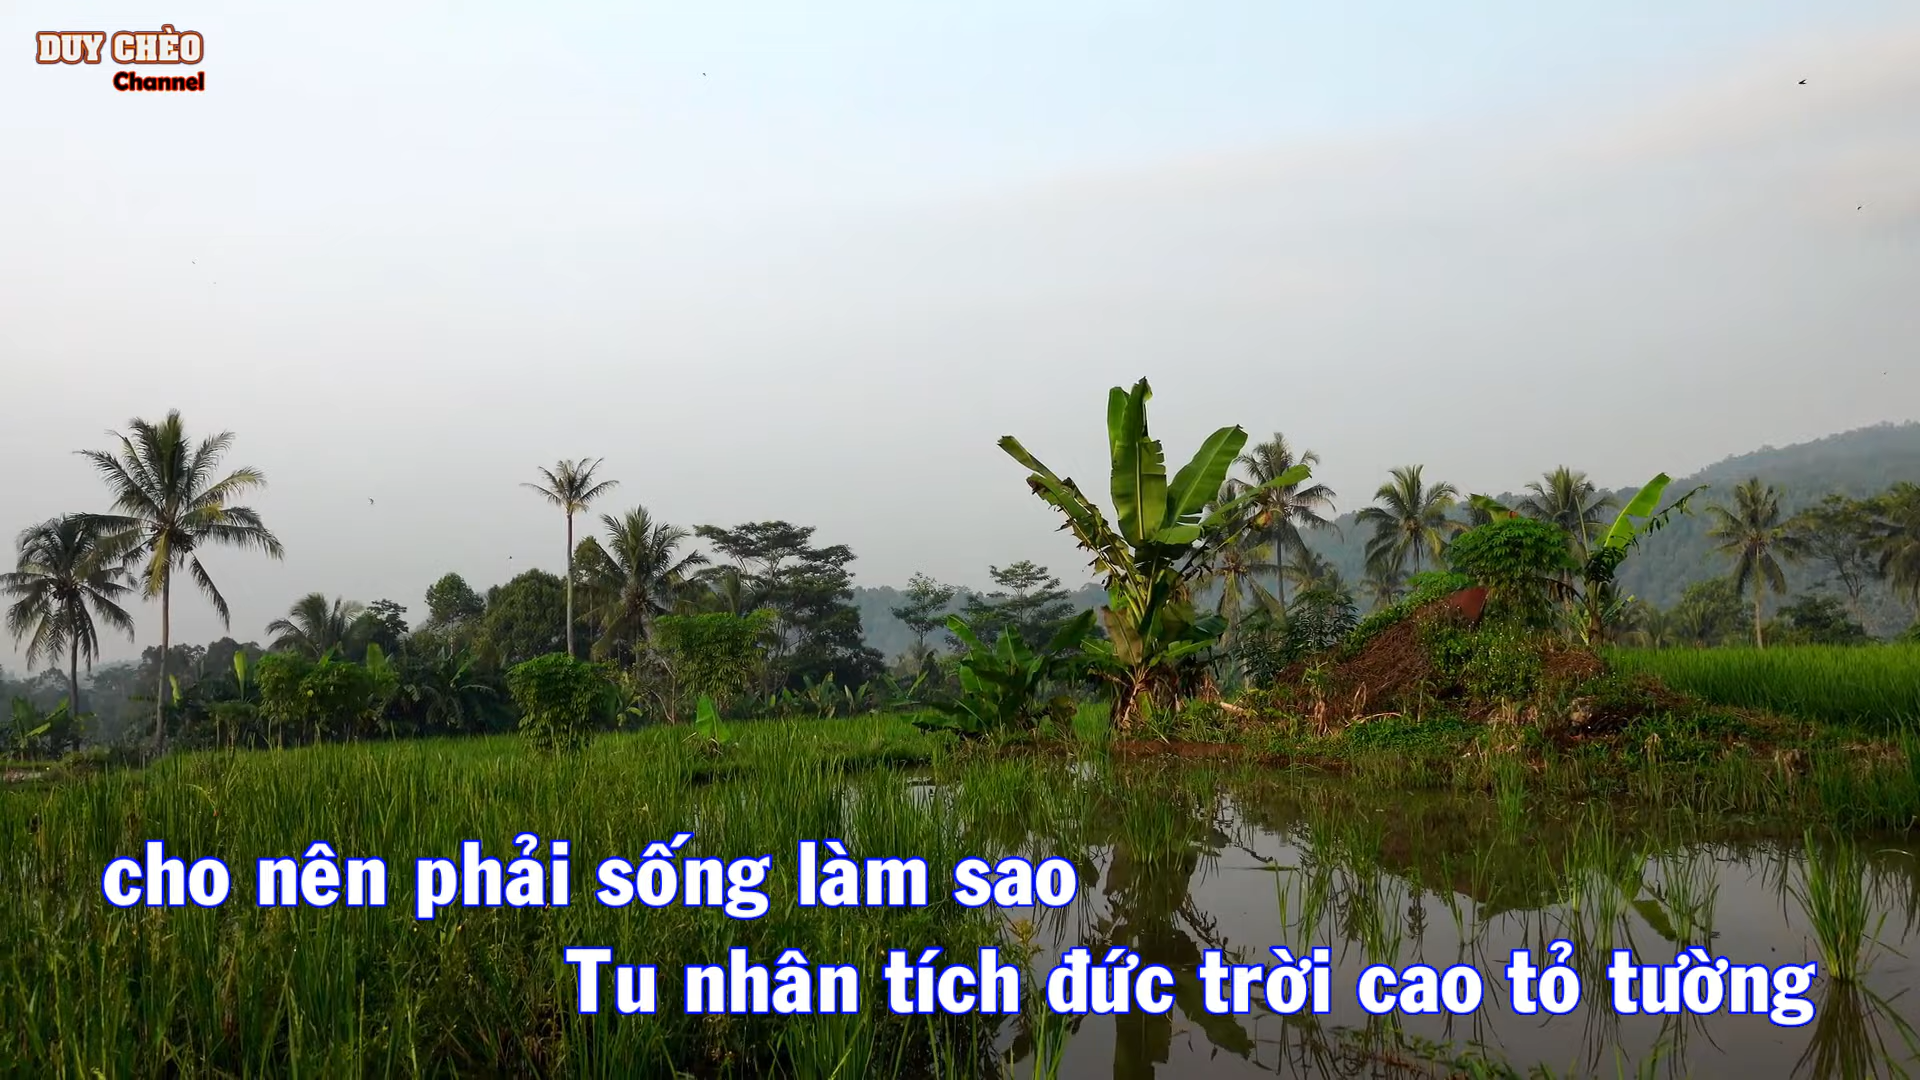 DUY CHÈO
Channel
cho nên phải sống làm sao
Tu nhân tích đức trời cao tỏ tường